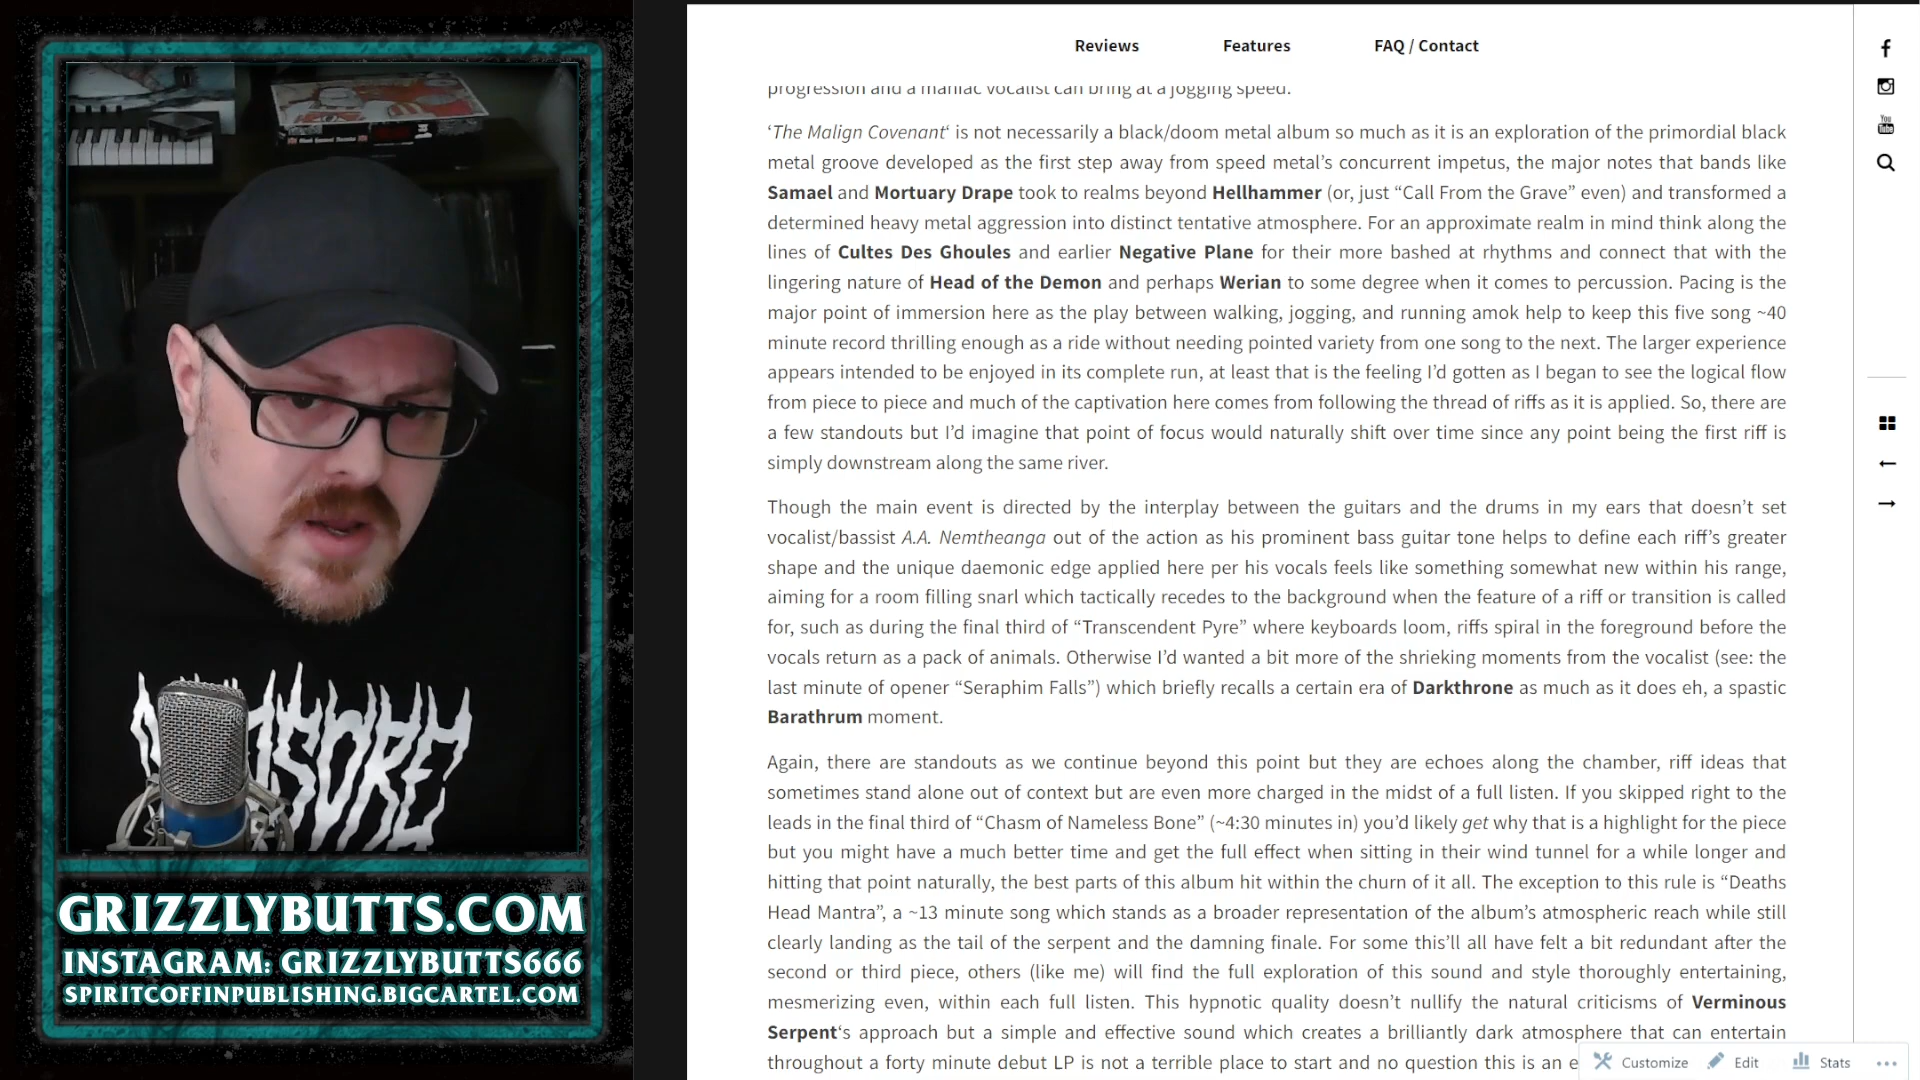 Reviews
Features
FAQ / Contact
progression and a maniac vocalist can bring at a jogging speed.
‘The Malign Covenant‘ is not necessarily a black/doom metal album so much as it is an exploration of the primordial black
metal groove developed as the first step away from speed metal’s concurrent impetus, the major notes that bands like
Samael and Mortuary Drape took to realms beyond Hellhammer (or, just “Call From the Grave” even) and transformed a
determined heavy metal aggression into distinct tentative atmosphere. For an approximate realm in mind think along the
lines of Cultes Des Ghoules and earlier Negative Plane for their more bashed at rhythms and connect that with the
lingering nature of Head of the Demon and perhaps Werian to some degree when it comes to percussion. Pacing is the
major point of immersion here as the play between walking, jogging, and running amok help to keep this five song ~40
minute record thrilling enough as a ride without needing pointed variety from one song to the next. The larger experience
appears intended to be enjoyed in its complete run, at least that is the feeling I’d gotten as I began to see the logical flow
from piece to piece and much of the captivation here comes from following the thread of riffs as it is applied. So, there are
a few standouts but I’d imagine that point of focus would naturally shift over time since any point being the first riff is
simply downstream along the same river.
Though the main event is directed by the interplay between the guitars and the drums in my ears that doesn’t set
vocalist/bassist A.A. Nemtheanga out of the action as his prominent bass guitar tone helps to define each riff’s greater
shape and the unique daemonic edge applied here per his vocals feels like something somewhat new within his range,
aiming for a room filling snarl which tactically recedes to the background when the feature of a riff or transition is called
for, such as during the final third of “Transcendent Pyre” where keyboards loom, riffs spiral in the foreground before the
vocals return as a pack of animals. Otherwise I’d wanted a bit more of the shrieking moments from the vocalist (see: the
last minute of opener “Seraphim Falls”) which briefly recalls a certain era of Darkthrone as much as it does eh, a spastic
Barathrum moment.
Again, there are standouts as we continue beyond this point but they are echoes along the chamber, riff ideas that
sometimes stand alone out of context but are even more charged in the midst of a full listen. If you skipped right to the
leads in the final third of “Chasm of Nameless Bone” (~4:30 minutes in) you’d likely get why that is a highlight for the piece
but you might have a much better time and get the full effect when sitting in their wind tunnel for a while longer and
hitting that point naturally, the best parts of this album hit within the churn of it all. The exception to this rule is “Deaths
Head Mantra”, a ~13 minute song which stands as a broader representation of the album’s atmospheric reach while still
clearly landing as the tail of the serpent and the damning finale. For some this’ll all have felt a bit redundant after the
second or third piece, others (like me) will find the full exploration of this sound and style thoroughly entertaining,
mesmerizing even, within each full listen. This hypnotic quality doesn’t nullify the natural criticisms of Verminous
Serpent‘s approach but a simple and effective sound which creates a brilliantly dark atmosphere that can entertain
throughout a forty minute debut LP is not a terrible place to start and no question this is an e
Customize
Edit
Stats
You
Tube
GRIZZLYBUTTS.COM
INSTAGRAM: GRIZZLYBUTTS666
SPIRITCOFFINPUBLISHING.BIGCARTEL.COM